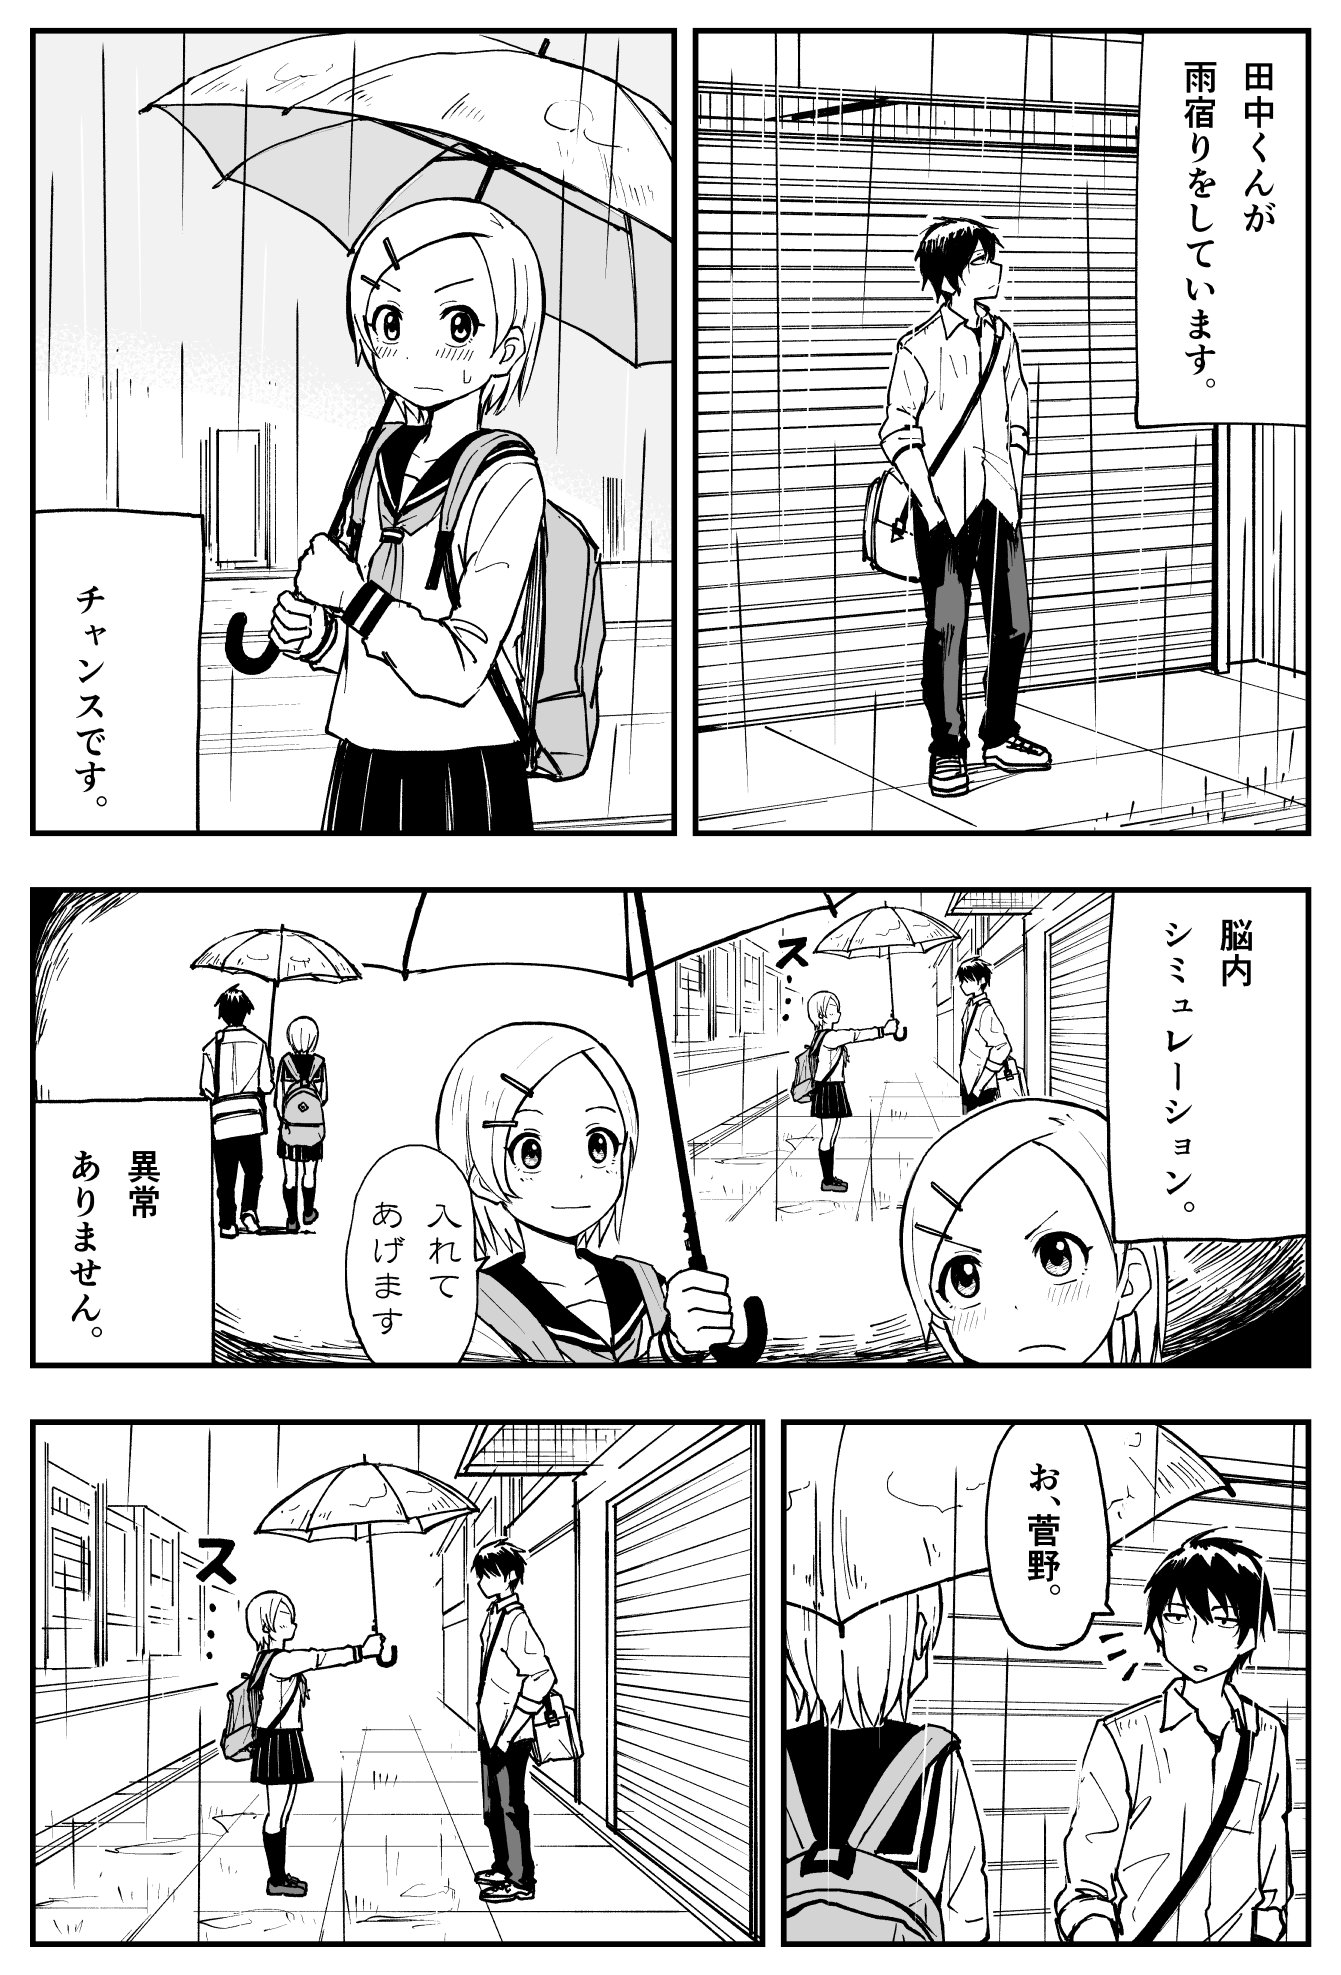 田中くんが
雨宿りをしています。
チャンスです。
脳内
シミュレーション。
ス…
入れて
あげます
異常
ありません。
お、菅野。
ス…